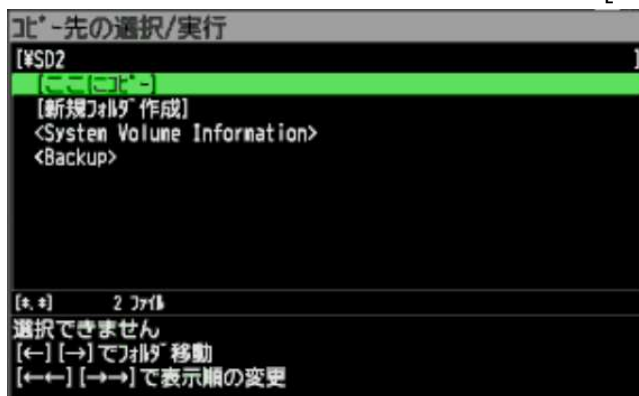 ｺﾋﾟｰ先の選択/実行
[¥SD2 ]
[ここにｺﾋﾟｰ]
[新規ﾌｫﾙﾀﾞ作成]
<System Volume Information>
<Backup>
[*.*] 2 ﾌｧｲﾙ
選択できません
[←][→]でﾌｫﾙﾀﾞ移動
[←←][→→]で表示順の変更